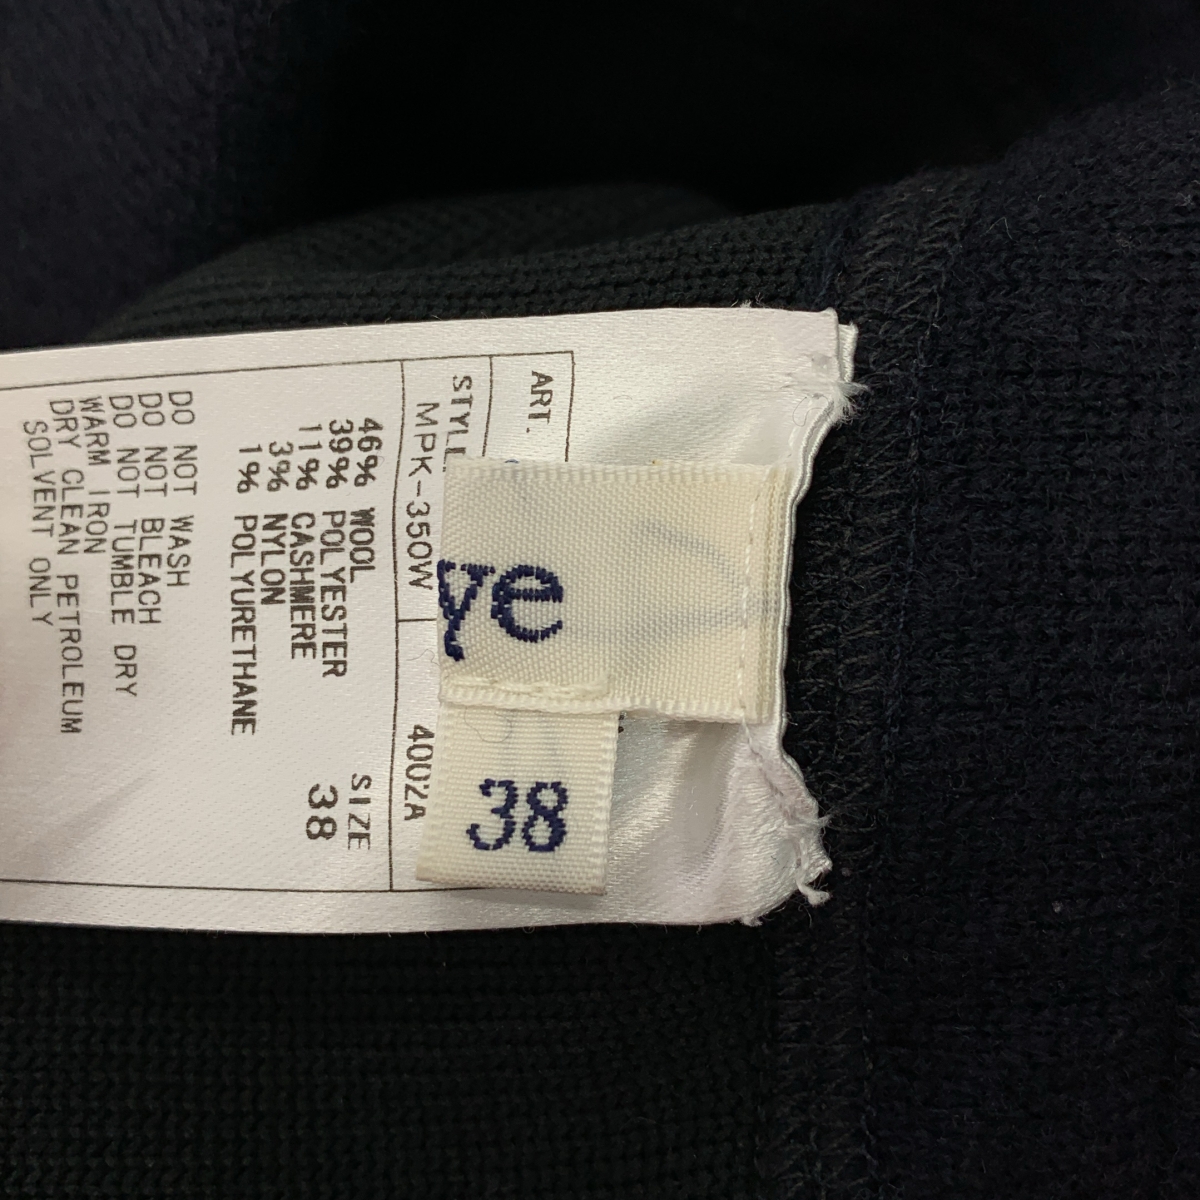 ART.
STYLE
MPK-350W
4002A
46% WOOL
39% POLYESTER
11% CASHMERE
3% NYLON
1% POLYURETHANE
SIZE
38
DO NOT WASH
DO NOT BLEACH
DO NOT TUMBLE DRY
WARM IRON
DRY CLEAN PETROLEUM
SOLVENT ONLY
ye
38